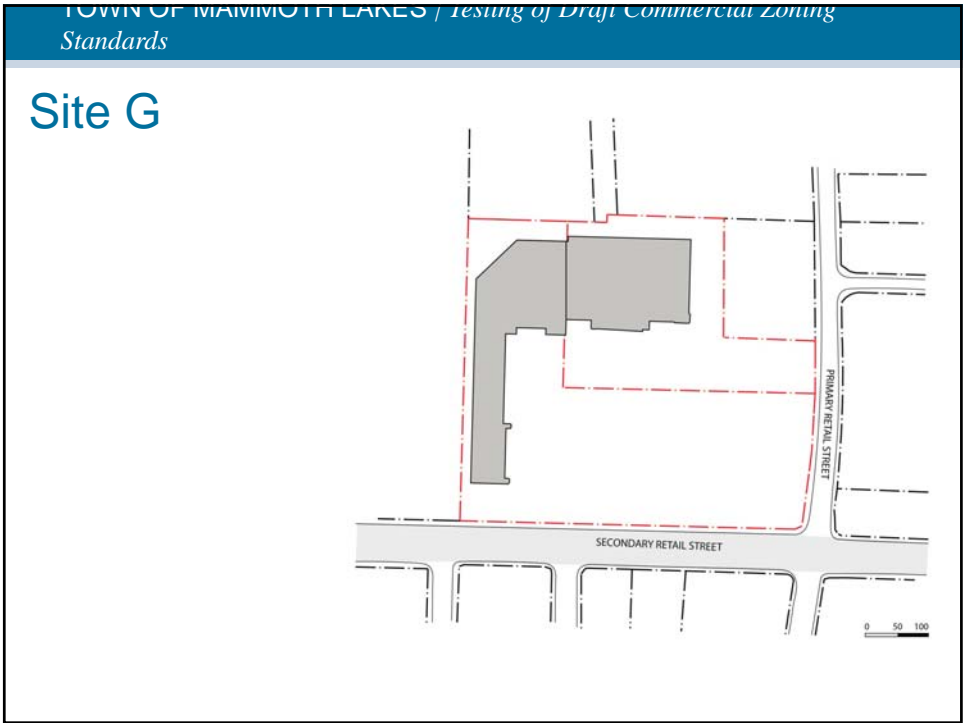 TOWN OF MAMMOTH LAKES | Testing of Draft Commercial Zoning
Standards
Site G
PRIMARY RETAIL STREET
SECONDARY RETAIL STREET
0 50 100